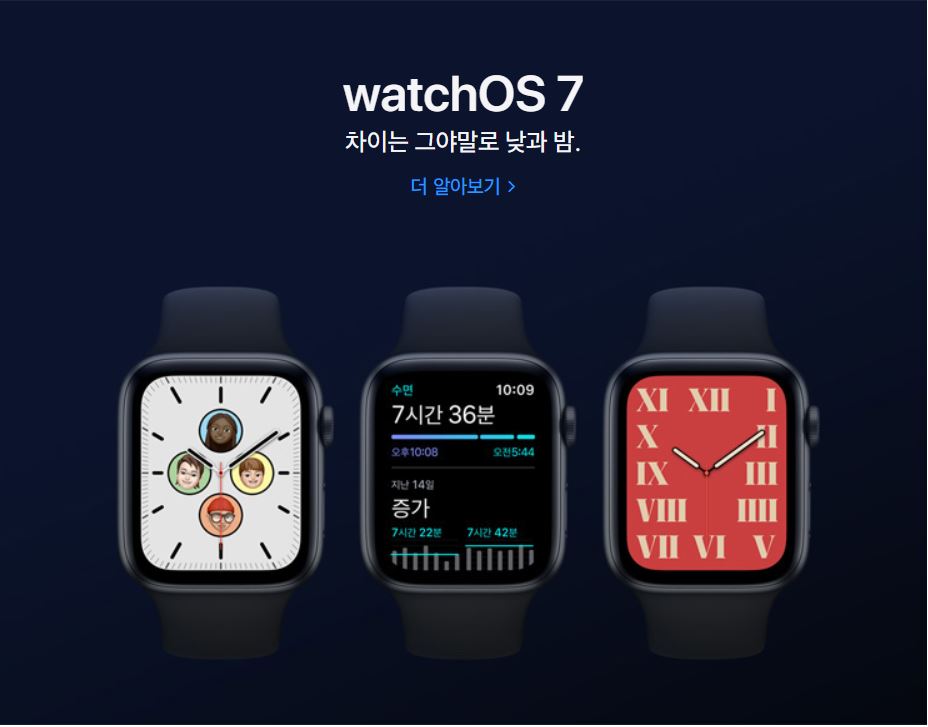 watchOS 7
차이는 그야말로 낮과 밤.
더 알아보기 >
수면 10:09
7시간 36분
오후10:08 오전5:44
지난 14일
증가
7시간 22분 7시간 42분
XI XII I
X II
IX III
VIII IIII
VII VI V